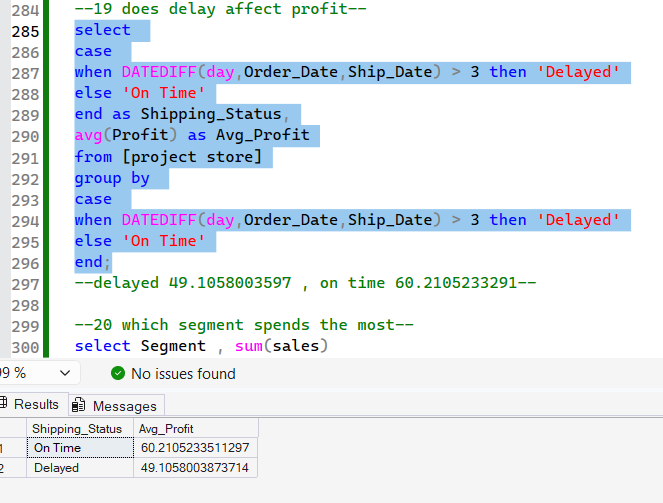 284 --19 does delay affect profit--
285 select
286 case
287 when DATEDIFF(day,Order_Date,Ship_Date) > 3 then 'Delayed'
288 else 'On Time'
289 end as Shipping_Status,
290 avg(Profit) as Avg_Profit
291 from [project store]
292 group by
293 case
294 when DATEDIFF(day,Order_Date,Ship_Date) > 3 then 'Delayed'
295 else 'On Time'
296 end;
297 --delayed 49.1058003597 , on time 60.2105233291--
298
299 --20 which segment spends the most--
300 select Segment , sum(sales)
99 % No issues found
Results Messages
Shipping_Status Avg_Profit
1 On Time 60.2105233511297
2 Delayed 49.1058003873714